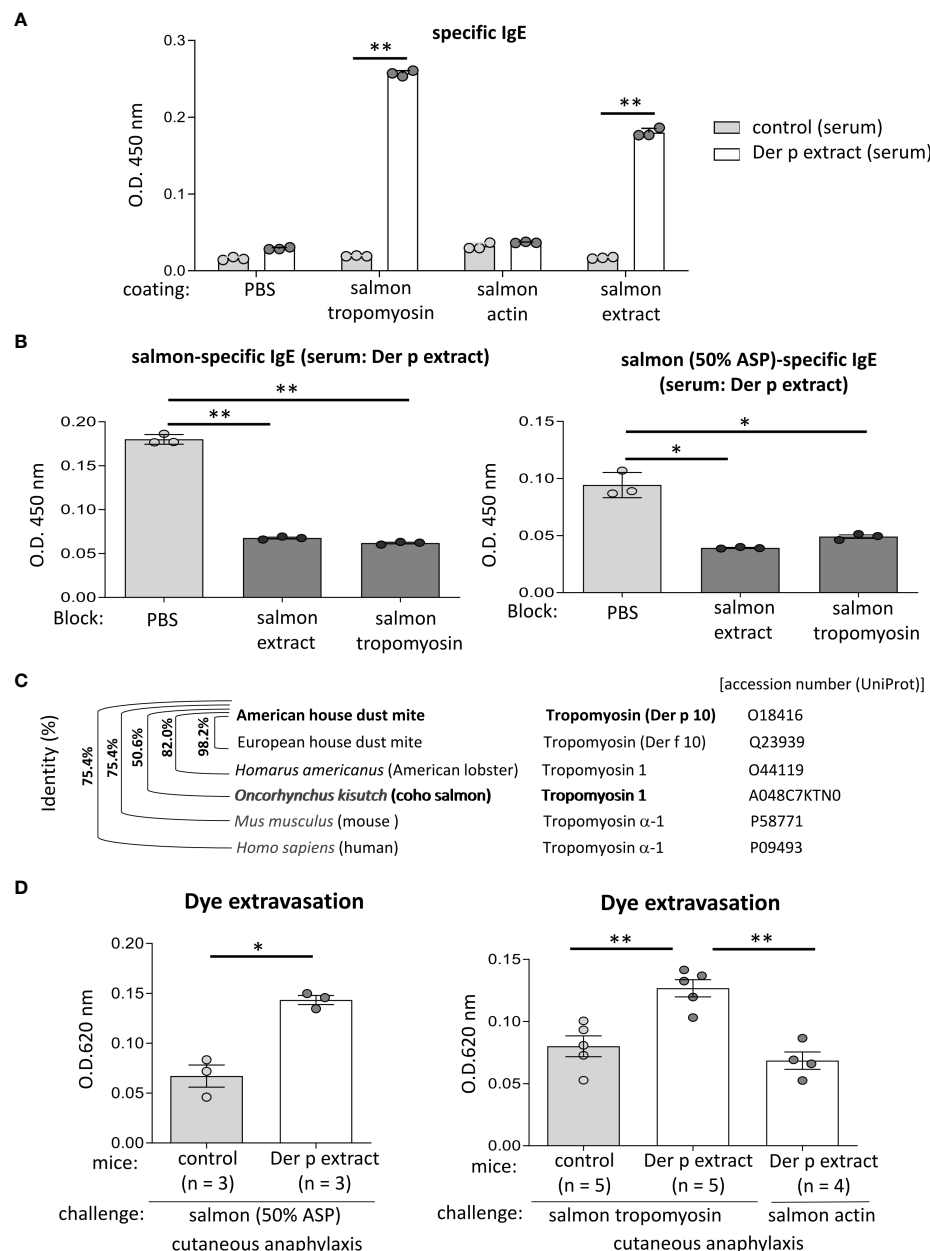 A
specific IgE
**
**
O.D. 450 nm
0.3
0.2
0.1
0.0
control (serum)
Der p extract (serum)
coating:
PBS
salmon
tropomyosin
salmon
actin
salmon
extract
B
salmon-specific IgE (serum: Der p extract)
**
**
O.D. 450 nm
0.20
0.15
0.10
0.05
0.00
Block:
PBS
salmon
extract
salmon
tropomyosin
salmon (50% ASP)-specific IgE
(serum: Der p extract)
*
*
O.D. 450 nm
0.15
0.10
0.05
0.00
Block:
PBS
salmon
extract
salmon
tropomyosin
C
[accession number (UniProt)]
Identity (%)
75.4%
75.4%
50.6%
82.0%
98.2%
American house dust mite Tropomyosin (Der p 10) O18416
European house dust mite Tropomyosin (Der f 10) Q23939
Homarus americanus (American lobster) Tropomyosin 1 O44119
Oncorhynchus kisutch (coho salmon) Tropomyosin 1 A048C7KTN0
Mus musculus (mouse ) Tropomyosin α-1 P58771
Homo sapiens (human) Tropomyosin α-1 P09493
D
Dye extravasation
*
O.D.620 nm
0.20
0.15
0.10
0.05
0.00
mice:
control
(n = 3)
Der p extract
(n = 3)
challenge:
salmon (50% ASP)
cutaneous anaphylaxis
Dye extravasation
**
**
O.D.620 nm
0.15
0.10
0.05
0.00
mice:
control
(n = 5)
Der p extract
(n = 5)
Der p extract
(n = 4)
challenge:
salmon tropomyosin
salmon actin
cutaneous anaphylaxis